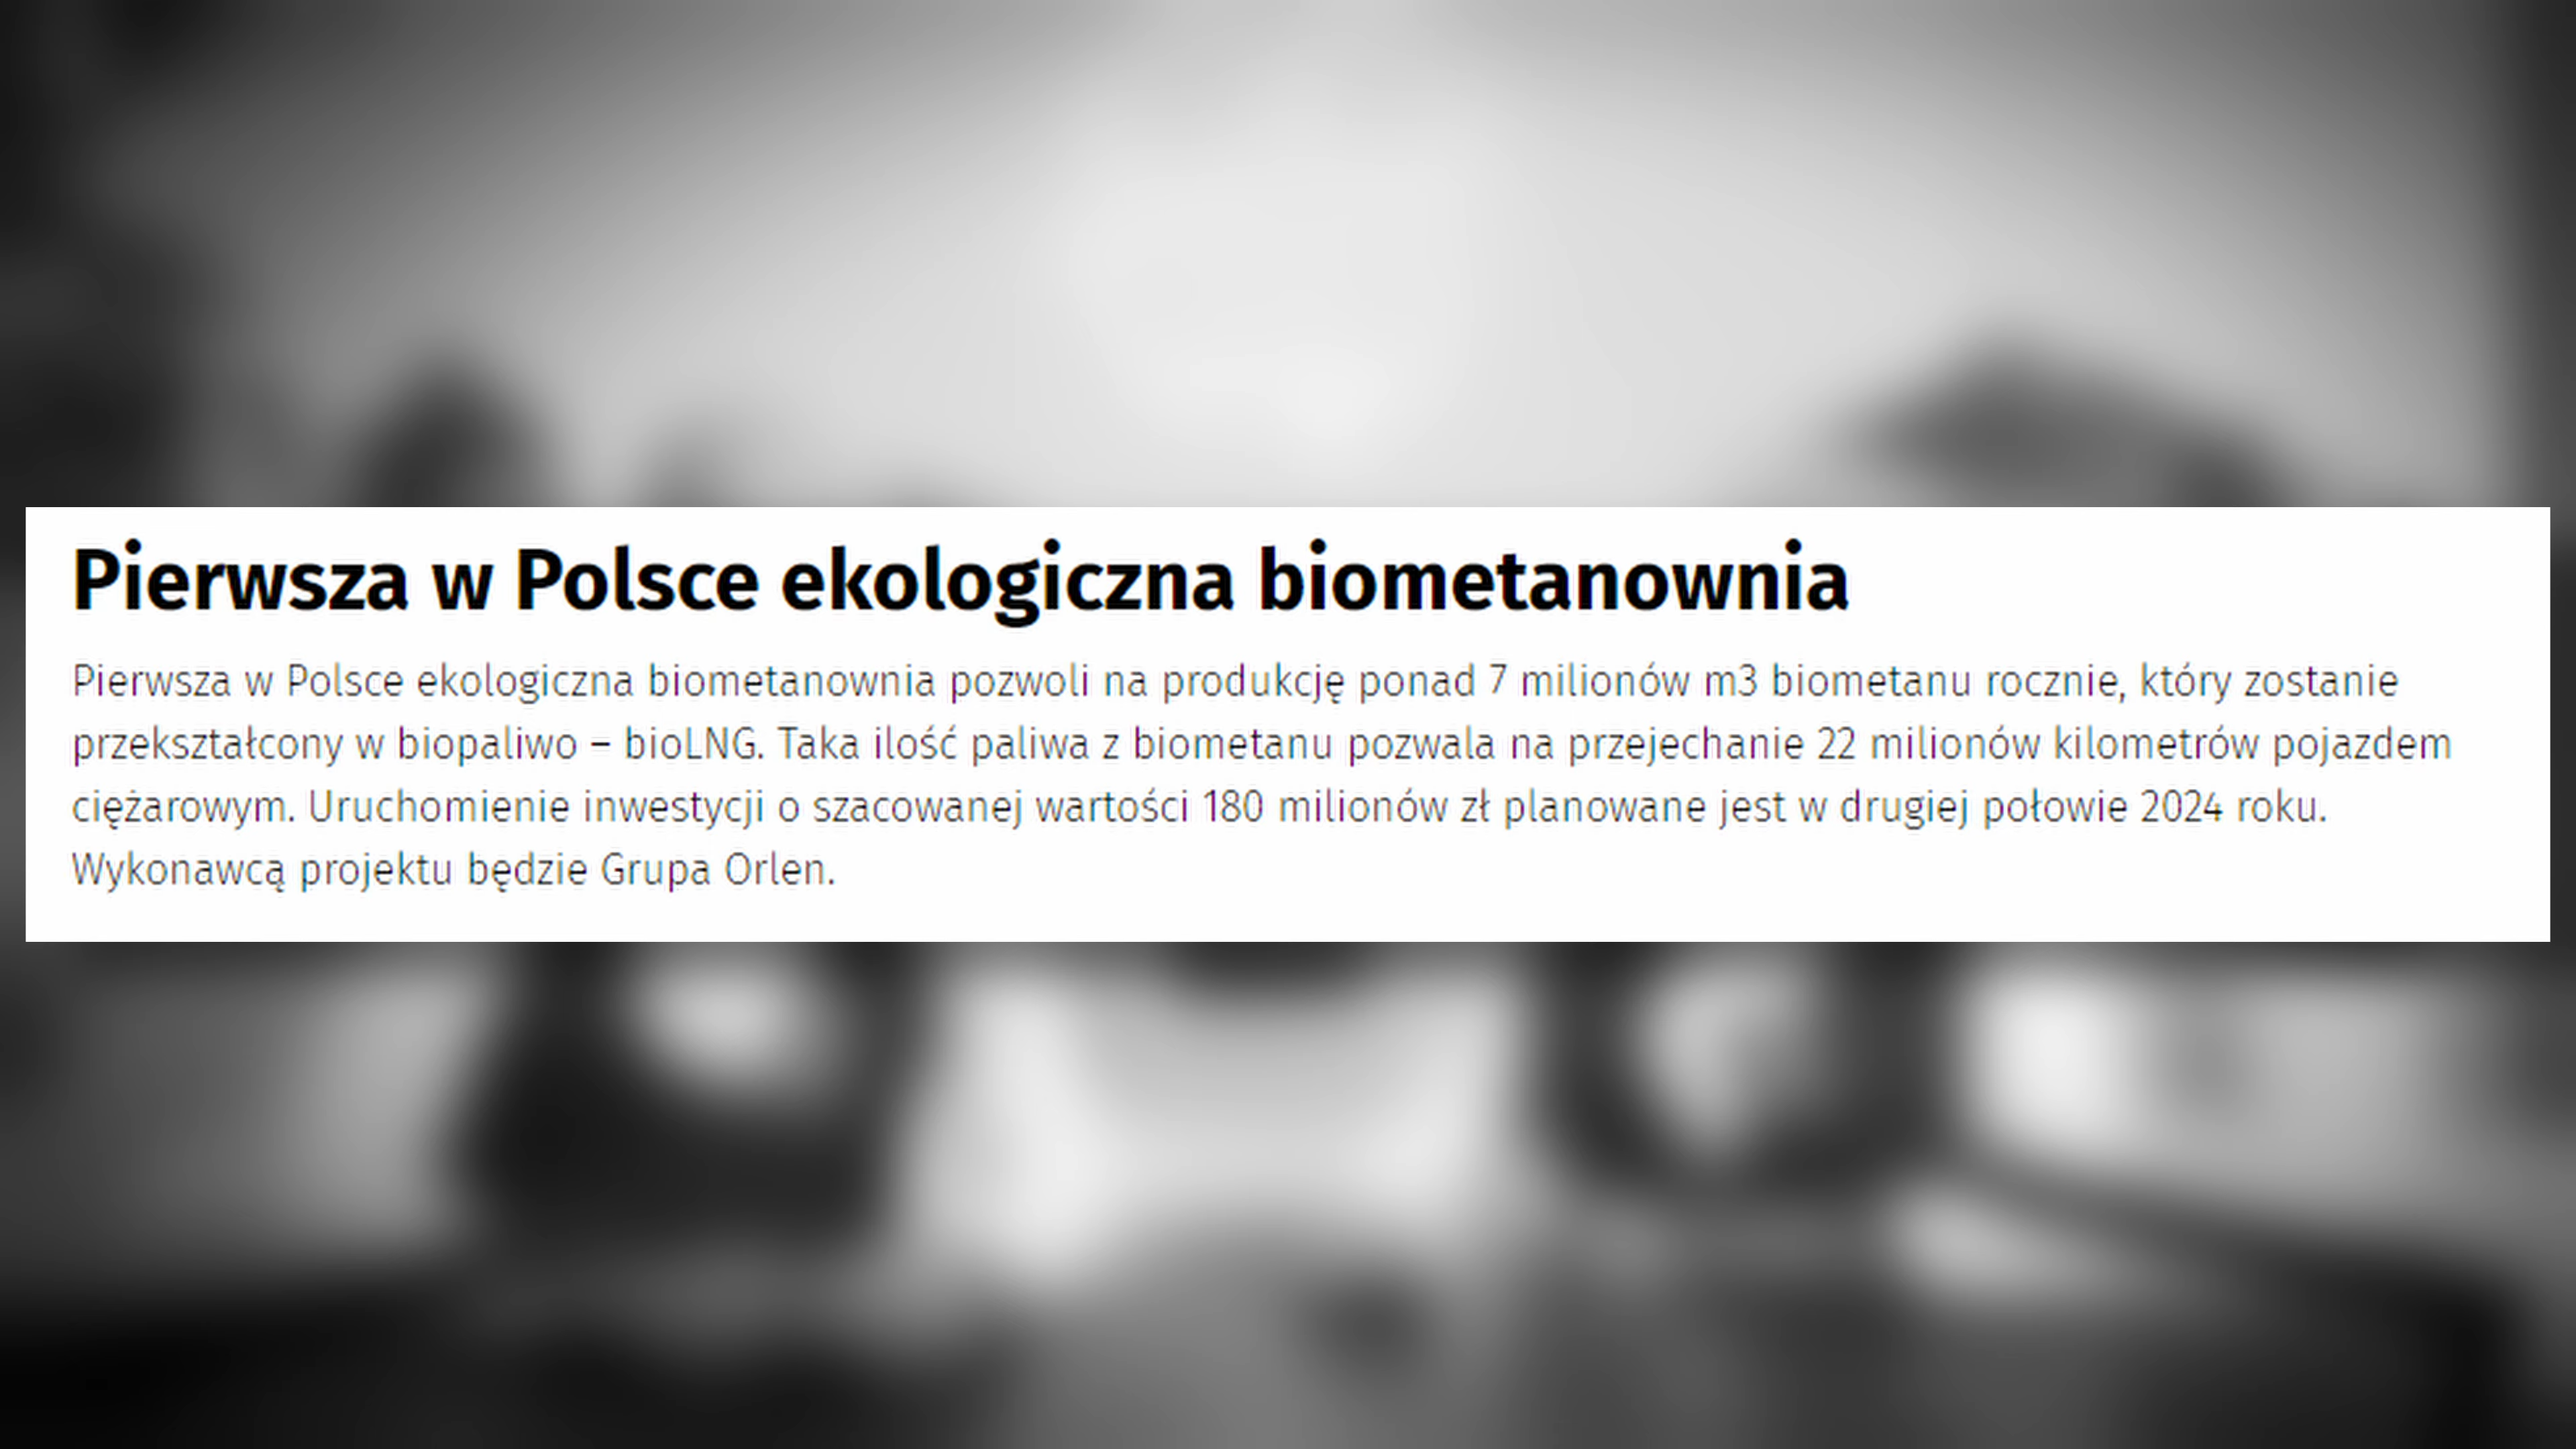 Pierwsza w Polsce ekologiczna biometanownia
Pierwsza w Polsce ekologiczna biometanownia pozwoli na produkcję ponad 7 milionów m3 biometanu rocznie, który zostanie
przekształcony w biopaliwo – bioLNG. Taka ilość paliwa z biometanu pozwala na przejechanie 22 milionów kilometrów pojazdem
ciężarowym. Uruchomienie inwestycji o szacowanej wartości 180 milionów zł planowane jest w drugiej połowie 2024 roku.
Wykonawcą projektu będzie Grupa Orlen.